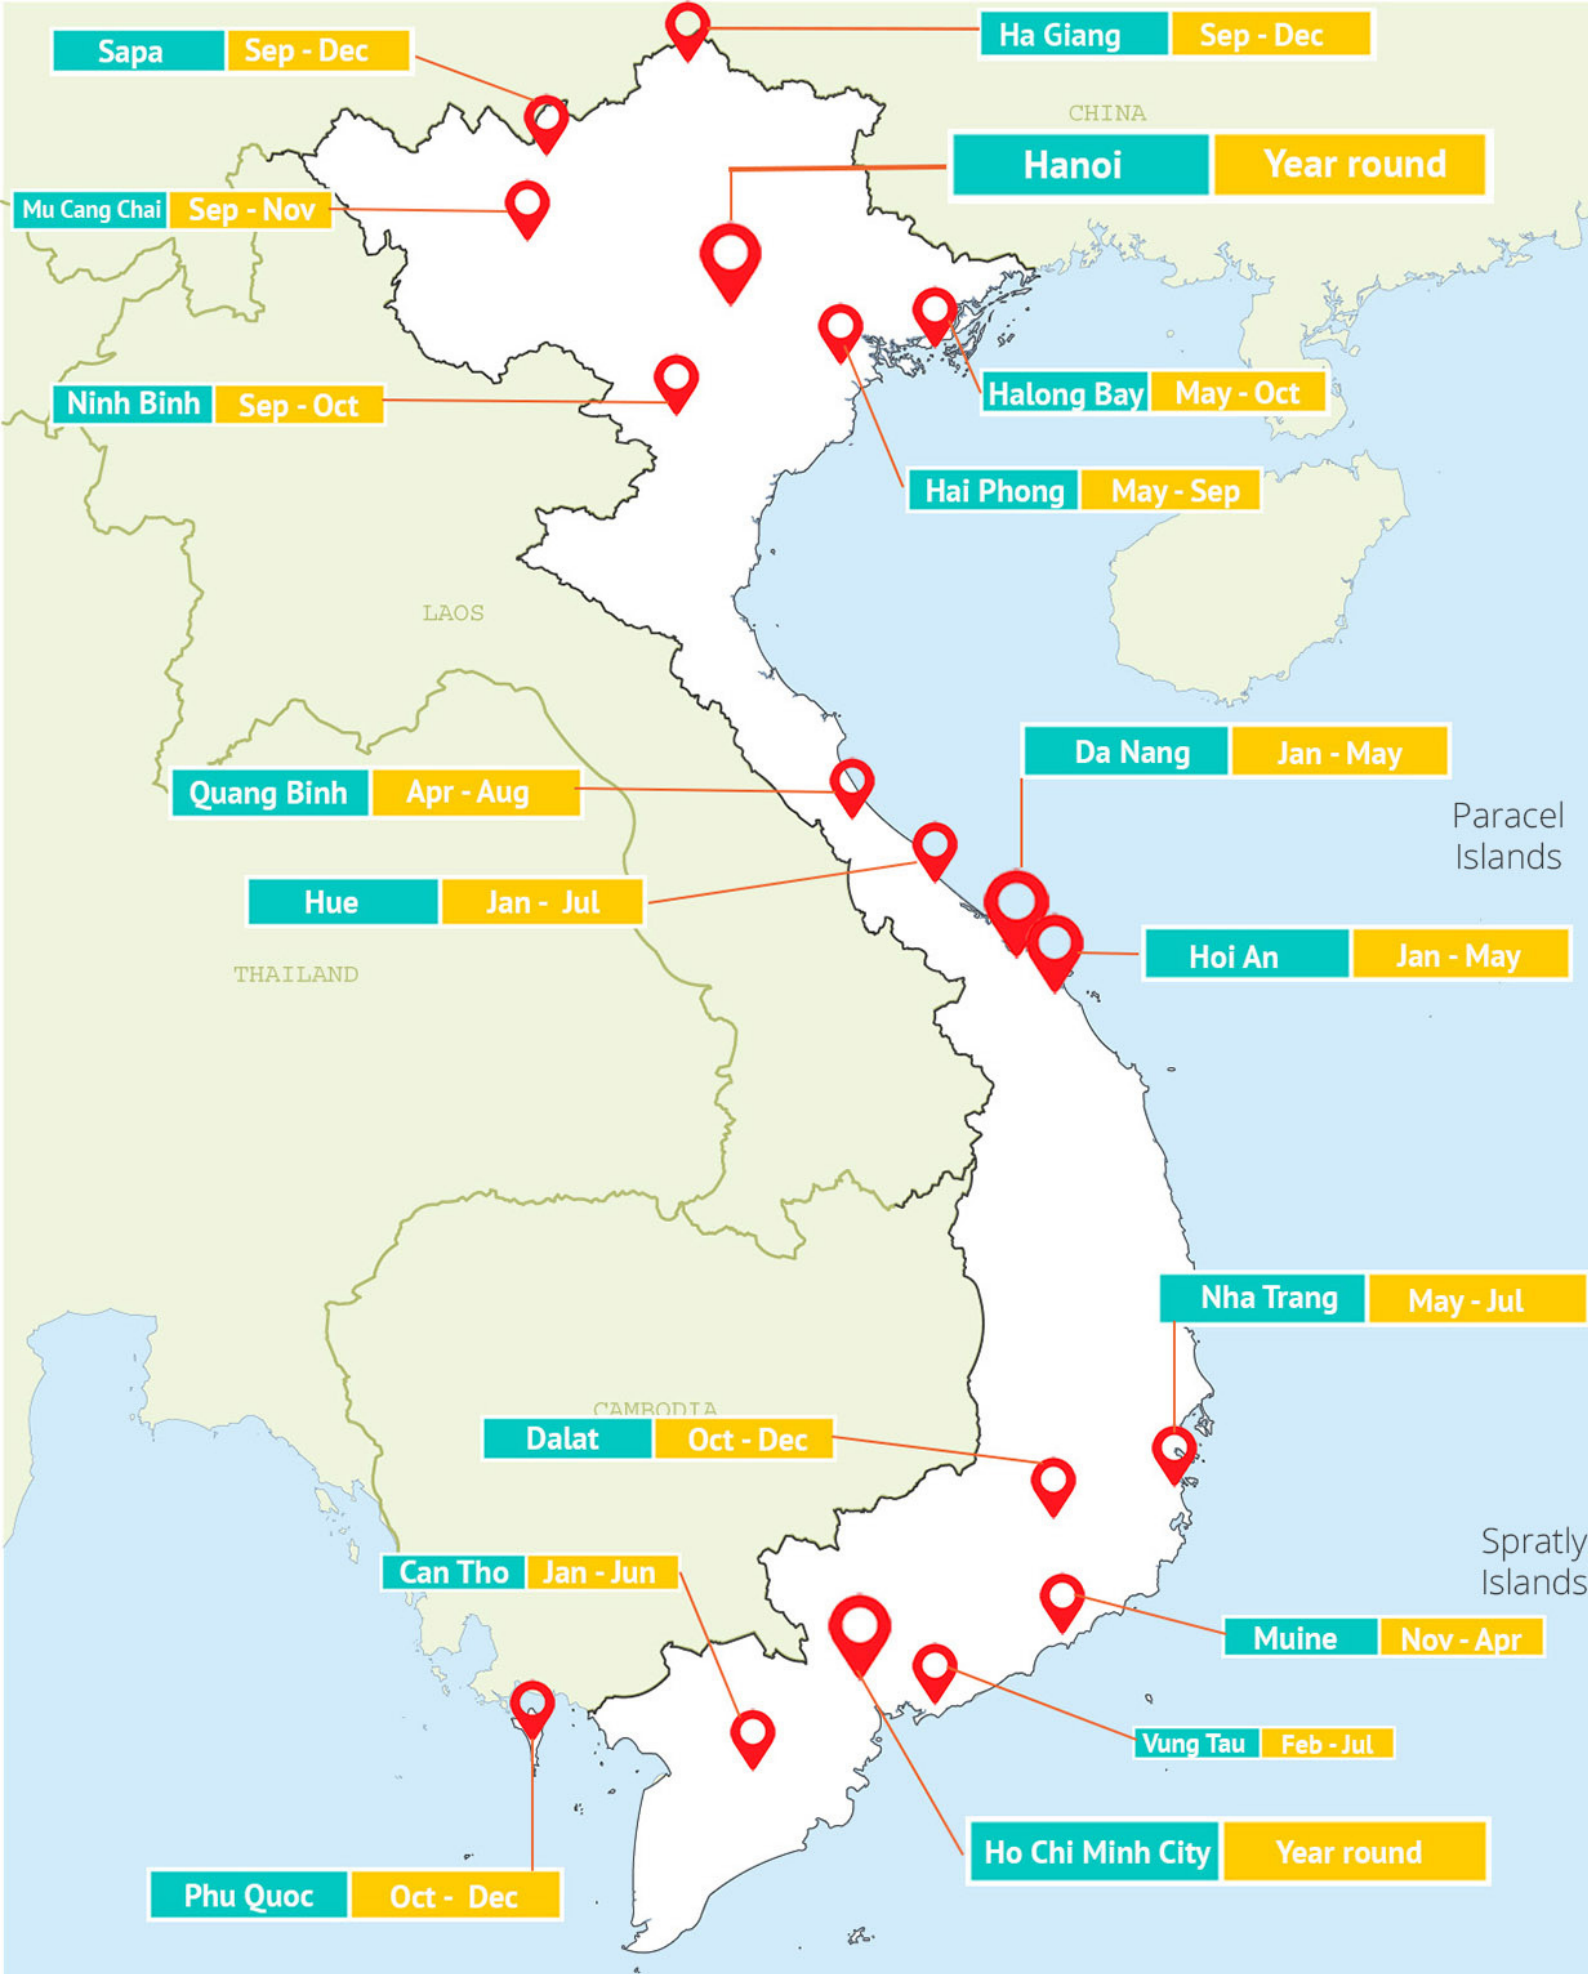 Ha Giang Sep - Dec
Sapa Sep - Dec
CHINA
Hanoi Year round
Mu Cang Chai Sep - Nov
Halong Bay May - Oct
Ninh Binh Sep - Oct
Hai Phong May - Sep
LAOS
Da Nang Jan - May
Quang Binh Apr - Aug
Paracel
Islands
Hue Jan - Jul
Hoi An Jan - May
THAILAND
Nha Trang May - Jul
CAMBODIA
Dalat Oct - Dec
Spratly
Islands
Can Tho Jan - Jun
Muine Nov - Apr
Vung Tau Feb - Jul
Ho Chi Minh City Year round
Phu Quoc Oct - Dec